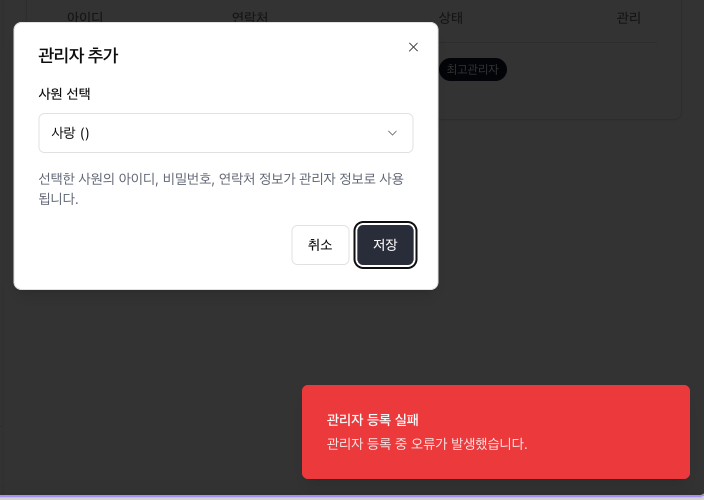 아이디 연락처 상태 관리
최고관리자
관리자 추가
사원 선택
사랑 ()
선택한 사원의 아이디, 비밀번호, 연락처 정보가 관리자 정보로 사용
됩니다.
취소 저장
관리자 등록 실패
관리자 등록 중 오류가 발생했습니다.